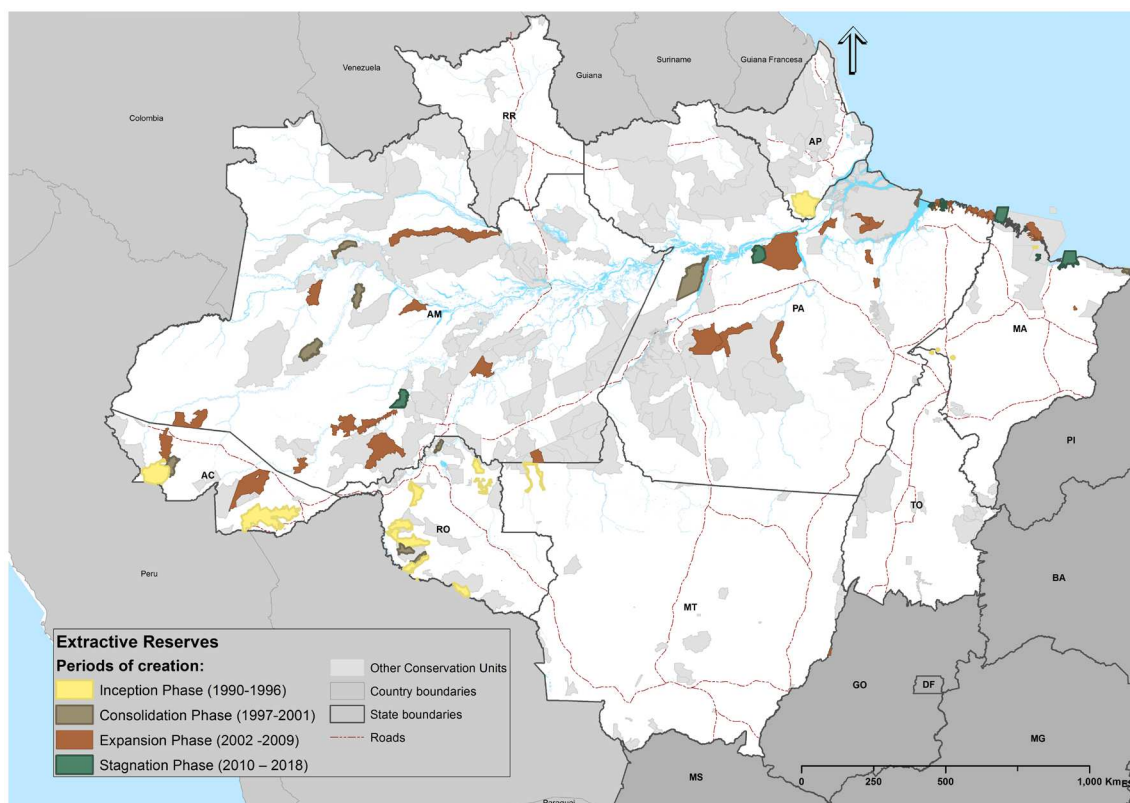 Venezuela
Guiana
Suriname
Guiana Francesa
Colombia
RR
AP
AM
PA
MA
PI
AC
RO
TO
Peru
MT
BA
GO
DF
MG
MS
Paraguai
Extractive Reserves
Periods of creation:
Inception Phase (1990-1996)
Consolidation Phase (1997-2001)
Expansion Phase (2002 -2009)
Stagnation Phase (2010 – 2018)
Other Conservation Units
Country boundaries
State boundaries
Roads
0 250 500 1,000 Kms